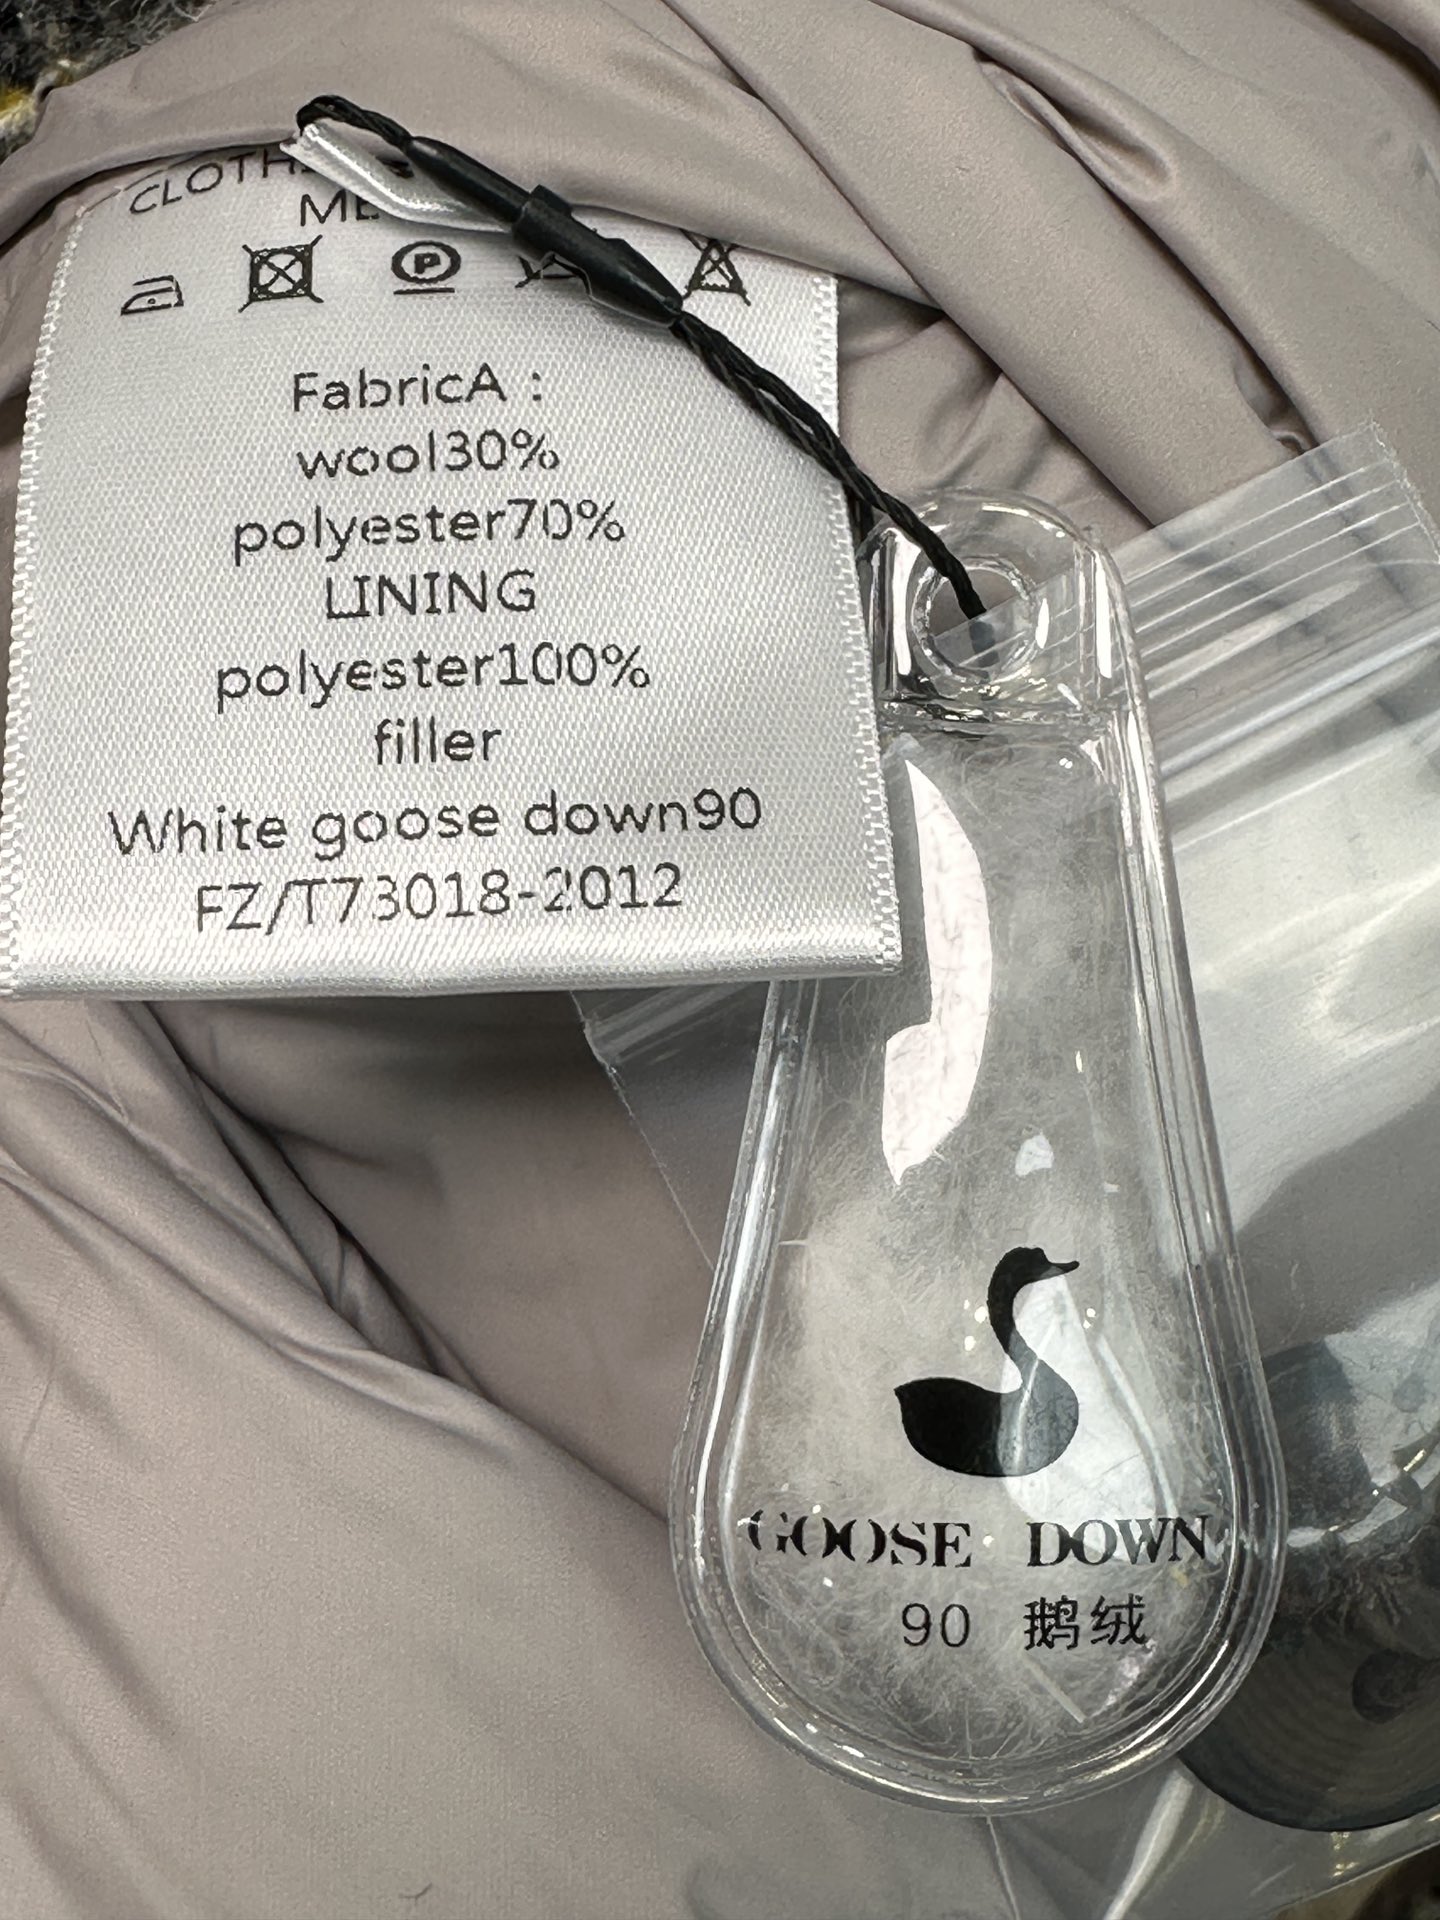 FabricA :
wool30%
polyester70%
LINING
polyester100%
filler
White goose down90
FZ/T73018-2012
GOOSE DOWN
90 鹅绒